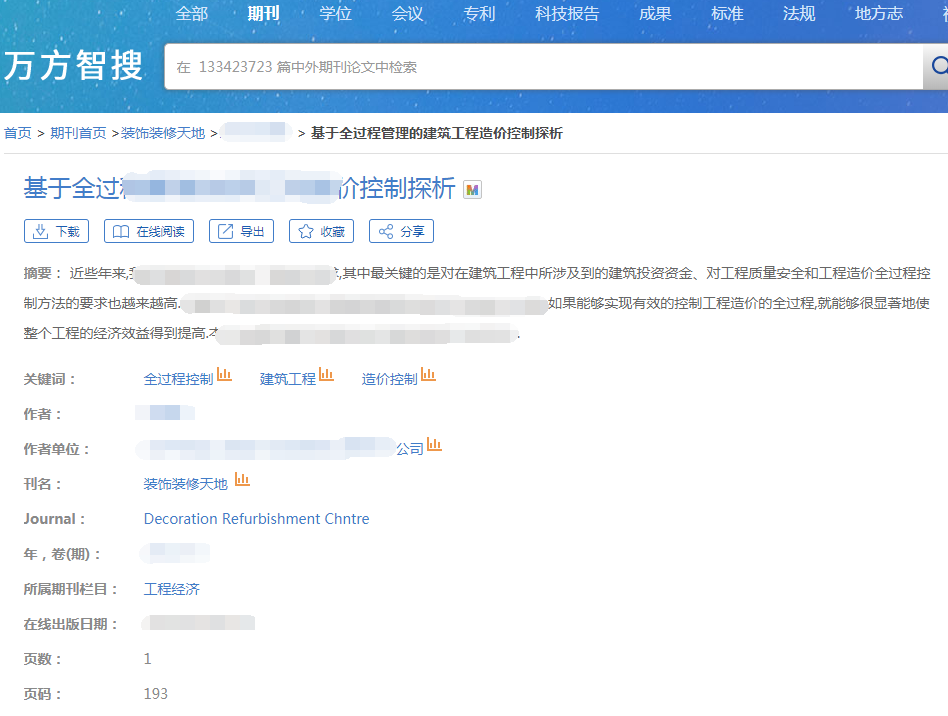 全部 期刊 学位 会议 专利 科技报告 成果 标准 法规 地方志
万方智搜
在 133423723 篇中外期刊论文中检索
首页 > 期刊首页 >装饰装修天地 > > 基于全过程管理的建筑工程造价控制探析
基于全过 价控制探析 M
下载 在线阅读 导出 收藏 分享
摘要： 近些年来, ,其中最关键的是对在建筑工程中所涉及到的建筑投资资金、对工程质量安全和工程造价全过程控
制方法的要求也越来越高. 如果能够实现有效的控制工程造价的全过程,就能够很显著地使
整个工程的经济效益得到提高. .
关键词： 全过程控制 建筑工程 造价控制
作者：
作者单位： 公司
刊名： 装饰装修天地
Journal： Decoration Refurbishment Chntre
年，卷(期)：
所属期刊栏目： 工程经济
在线出版日期：
页数： 1
页码： 193